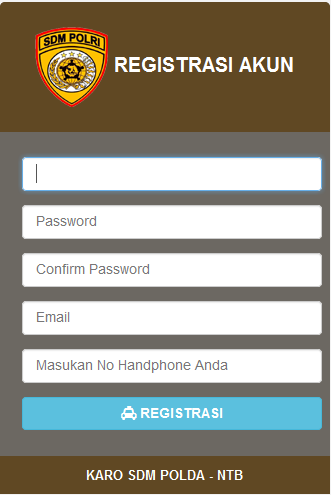 SDM POLRI
REGISTRASI AKUN
Password
Confirm Password
Email
Masukan No Handphone Anda
REGISTRASI
KARO SDM POLDA - NTB